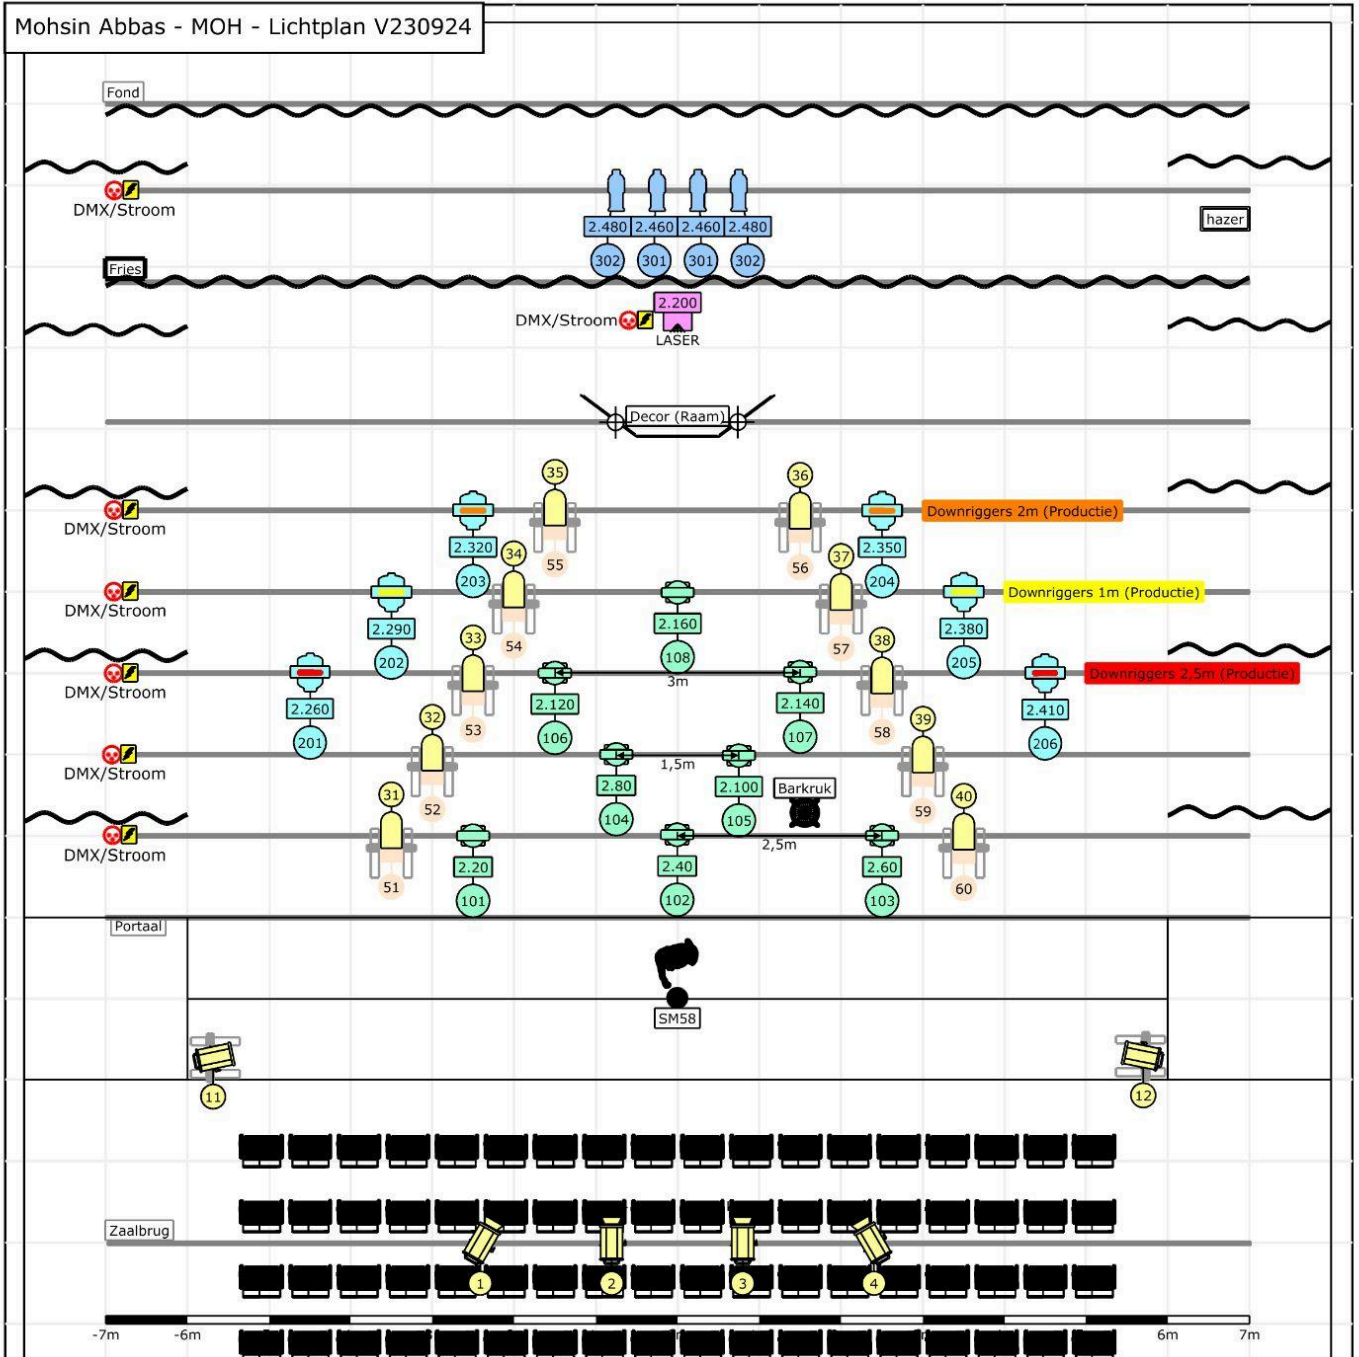 Mohsin Abbas - MOH - Lichtplan V230924
Fond
DMX/Stroom
2.480 2.460 2.460 2.480
hazer
302 301 301 302
Fries
2.200
DMX/Stroom
LASER
Decor (Raam)
35 36
DMX/Stroom
Downriggers 2m (Productie)
2.320 2.350
34 37
55 56
203 204
DMX/Stroom
Downriggers 1m (Productie)
2.290 2.160 2.380
33 38
54 57
202 108 205
DMX/Stroom
3m
Downriggers 2,5m (Productie)
2.260 2.120 2.140 2.410
32 39
53 58
201 106 107 206
DMX/Stroom
1,5m
2.80 2.100 Barkruk
31 40
52 59
104 105
DMX/Stroom
2,5m
2.20 2.40 2.60
51 60
101 102 103
Portaal
SM58
11 12
Zaalbrug
1 2 3 4
-7m -6m 6m 7m